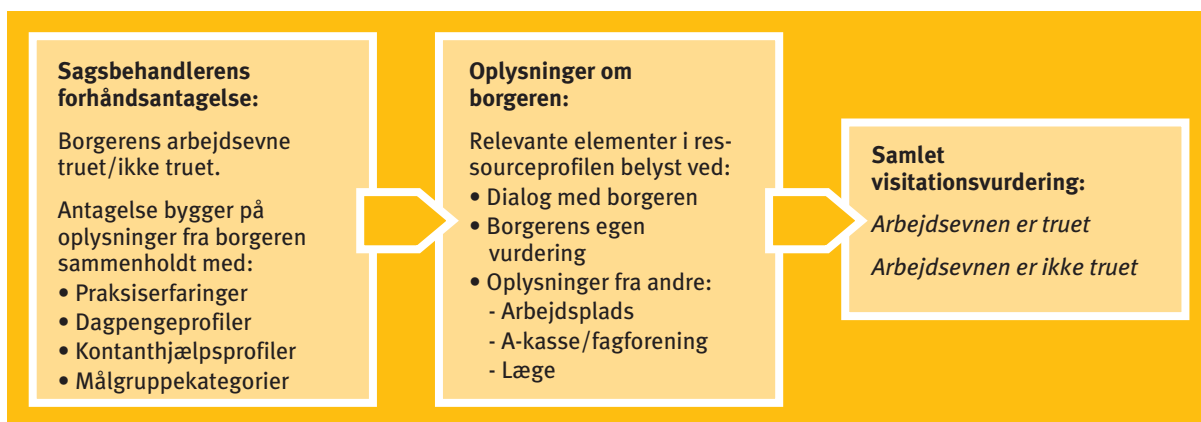 Sagsbehandlerens
forhåndsantagelse:
Borgerens arbejdsevne
truet/ikke truet.
Antagelse bygger på
oplysninger fra borgeren
sammenholdt med:
• Praksiserfaringer
• Dagpengeprofiler
• Kontanthjælpsprofiler
• Målgruppekategorier
Oplysninger om
borgeren:
Relevante elementer i res-
sourceprofilen belyst ved:
• Dialog med borgeren
• Borgerens egen
vurdering
• Oplysninger fra andre:
- Arbejdsplads
- A-kasse/fagforening
- Læge
Samlet
visitationsvurdering:
Arbejdsevnen er truet
Arbejdsevnen er ikke truet